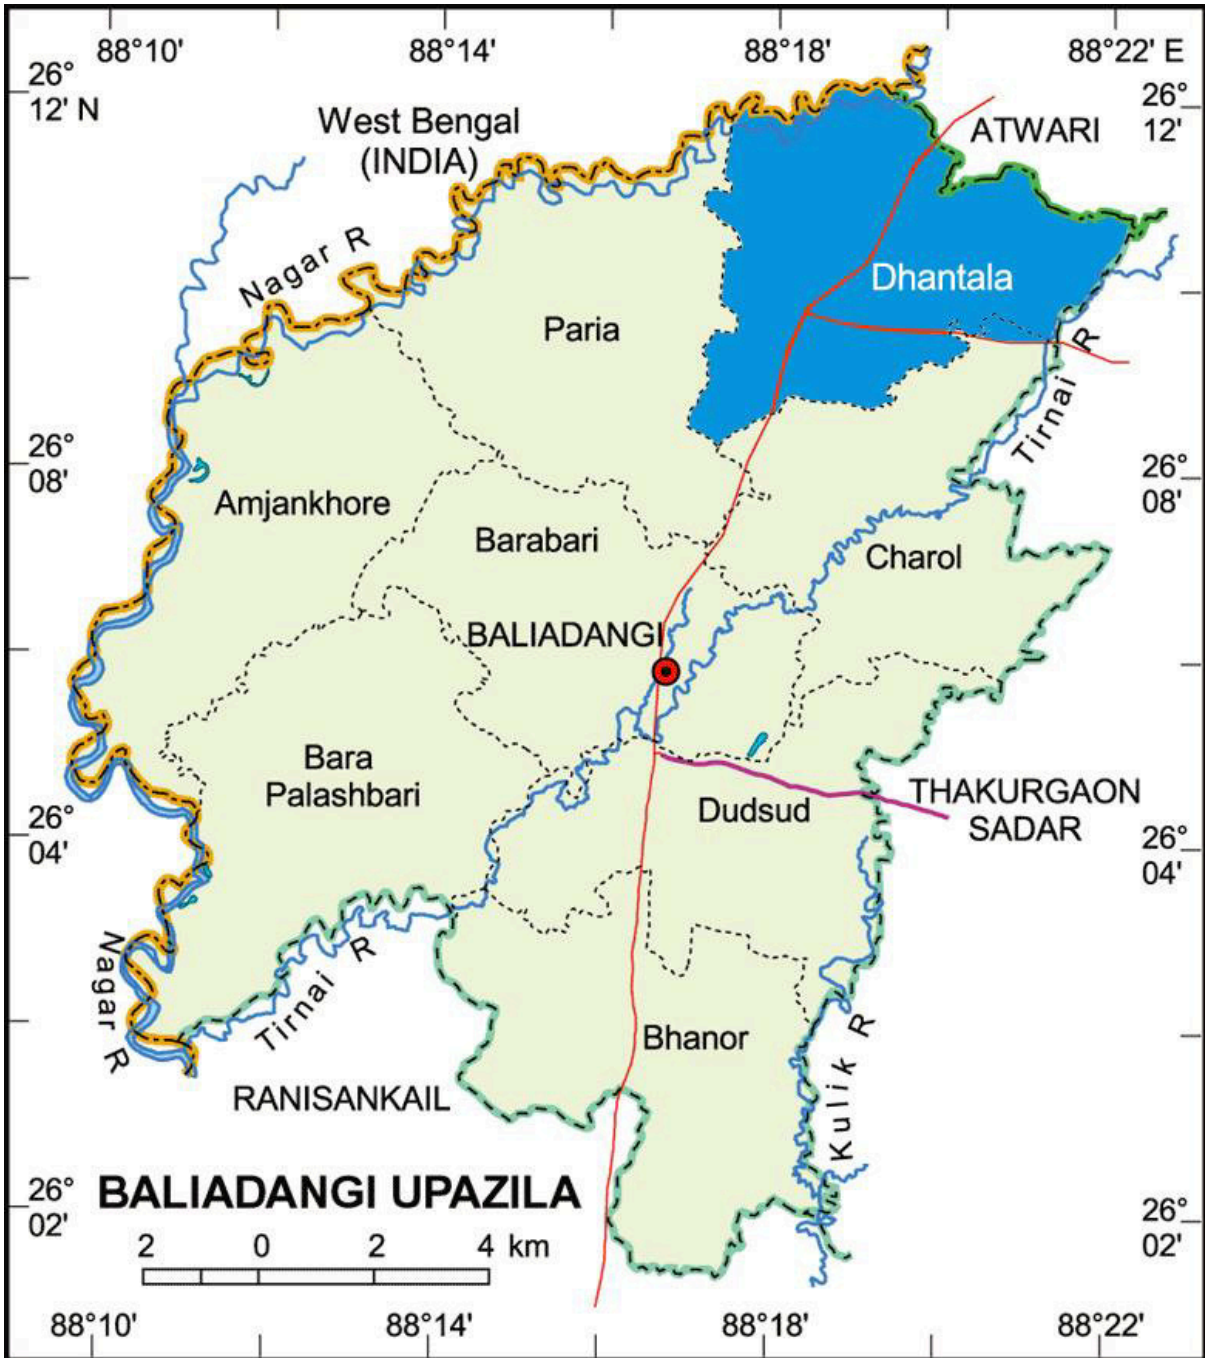 88°10'
88°14'
88°18'
88°22' E
26°
12' N
26°
12'
West Bengal
(INDIA)
ATWARI
Nagar R
Dhantala
Paria
Tirnai R
26°
08'
26°
08'
Amjankhore
Barabari
Charol
BALIADANGI
Bara
Palashbari
Dudsud
THAKURGAON
SADAR
26°
04'
26°
04'
Nagar R
Tirnai R
Bhanor
Kulik R
RANISANKAIL
26°
02'
BALIADANGI UPAZILA
26°
02'
2 0 2 4 km
88°10'
88°14'
88°18'
88°22'